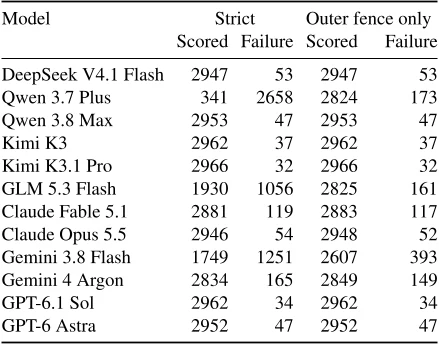 Model Strict Outer fence only
Scored Failure Scored Failure
DeepSeek V4.1 Flash 2947 53 2947 53
Qwen 3.7 Plus 341 2658 2824 173
Qwen 3.8 Max 2953 47 2953 47
Kimi K3 2962 37 2962 37
Kimi K3.1 Pro 2966 32 2966 32
GLM 5.3 Flash 1930 1056 2825 161
Claude Fable 5.1 2881 119 2883 117
Claude Opus 5.5 2946 54 2948 52
Gemini 3.8 Flash 1749 1251 2607 393
Gemini 4 Argon 2834 165 2849 149
GPT-6.1 Sol 2962 34 2962 34
GPT-6 Astra 2952 47 2952 47